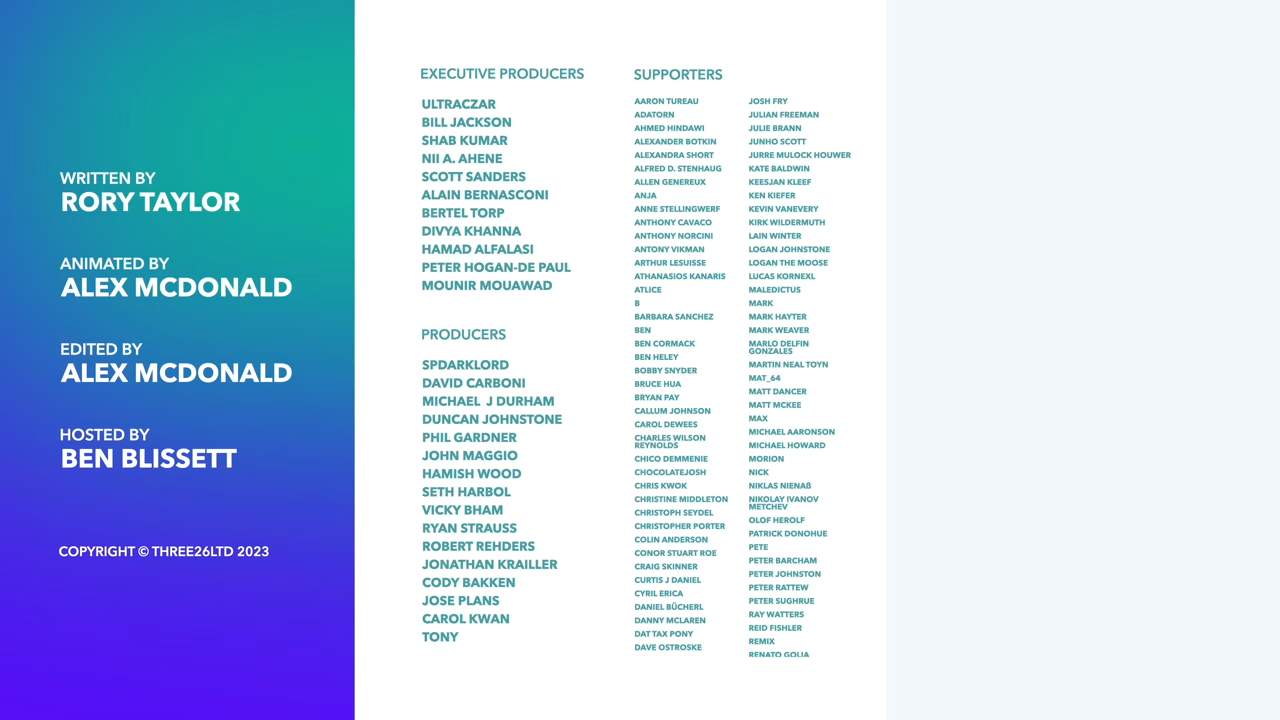 WRITTEN BY
RORY TAYLOR
ANIMATED BY
ALEX MCDONALD
EDITED BY
ALEX MCDONALD
HOSTED BY
BEN BLISSETT
COPYRIGHT © THREE26LTD 2023
EXECUTIVE PRODUCERS
ULTRACZAR
BILL JACKSON
SHAB KUMAR
NII A. AHENE
SCOTT SANDERS
ALAIN BERNASCONI
BERTEL TORP
DIVYA KHANNA
HAMAD ALFALASI
PETER HOGAN-DE PAUL
MOUNIR MOUAWAD
PRODUCERS
SPDARKLORD
DAVID CARBONI
MICHAEL J DURHAM
DUNCAN JOHNSTONE
PHIL GARDNER
JOHN MAGGIO
HAMISH WOOD
SETH HARBOL
VICKY BHAM
RYAN STRAUSS
ROBERT REHDERS
JONATHAN KRAILLER
CODY BAKKEN
JOSE PLANS
CAROL KWAN
TONY
SUPPORTERS
AARON TUREAU
ADATORN
AHMED HINDAWI
ALEXANDER BOTKIN
ALEXANDRA SHORT
ALFRED D. STENHAUG
ALLEN GENEREUX
ANJA
ANNE STELLINGWERF
ANTHONY CAVACO
ANTHONY NORCINI
ANTONY VIKMAN
ARTHUR LESUISSE
ATHANASIOS KANARIS
ATLICE
B
BARBARA SANCHEZ
BEN
BEN CORMACK
BEN HELEY
BOBBY SNYDER
BRUCE HUA
BRYAN PAY
CALLUM JOHNSON
CAROL DEWEES
CHARLES WILSON
REYNOLDS
CHICO DEMMENIE
CHOCOLATEJOSH
CHRIS KWOK
CHRISTINE MIDDLETON
CHRISTOPH SEYDEL
CHRISTOPHER PORTER
COLIN ANDERSON
CONOR STUART ROE
CRAIG SKINNER
CURTIS J DANIEL
CYRIL ERICA
DANIEL BÜCHERL
DANNY MCLAREN
DAT TAX PONY
DAVE OSTROSKE
JOSH FRY
JULIAN FREEMAN
JULIE BRANN
JUNHO SCOTT
JURRE MULOCK HOUWER
KATE BALDWIN
KEESJAN KLEEF
KEN KIEFER
KEVIN VANEVERY
KIRK WILDERMUTH
LAIN WINTER
LOGAN JOHNSTONE
LOGAN THE MOOSE
LUCAS KORNEXL
MALEDICTUS
MARK
MARK HAYTER
MARK WEAVER
MARLO DELFIN
GONZALES
MARTIN NEAL TOYN
MAT_64
MATT DANCER
MATT MCKEE
MAX
MICHAEL AARONSON
MICHAEL HOWARD
MORION
NICK
NIKLAS NIENAß
NIKOLAY IVANOV
METCHEV
OLOF HEROLF
PATRICK DONOHUE
PETE
PETER BARCHAM
PETER JOHNSTON
PETER RATTEW
PETER SUGHRUE
RAY WATTERS
REID FISHLER
REMIX
RENATO GOLIA